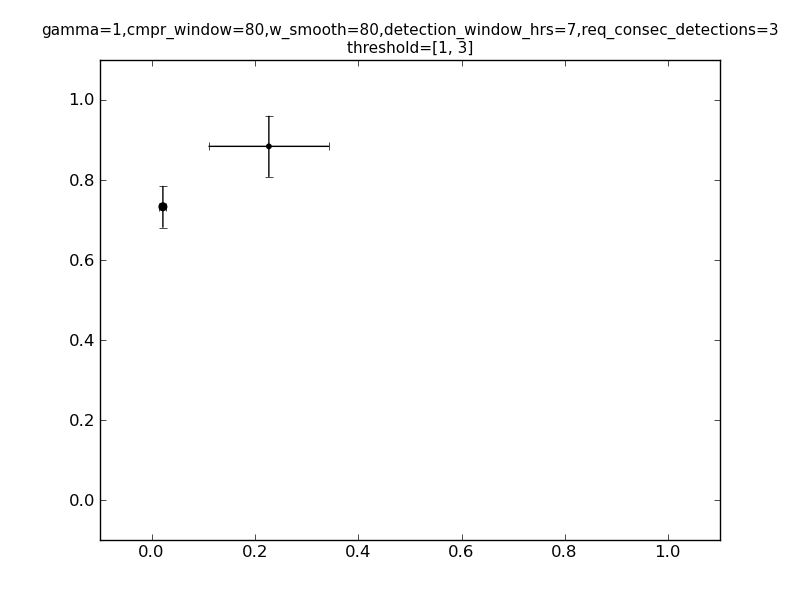 gamma=1,cmpr_window=80,w_smooth=80,detection_window_hrs=7,req_consec_detections=3
threshold=[1, 3]
1.0
0.8
0.6
0.4
0.2
0.0
0.0 0.2 0.4 0.6 0.8 1.0